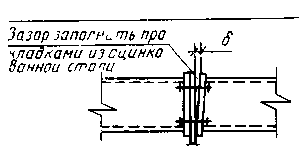 Зазор заполнить про
кладками из оцинко
ванной стали
δ